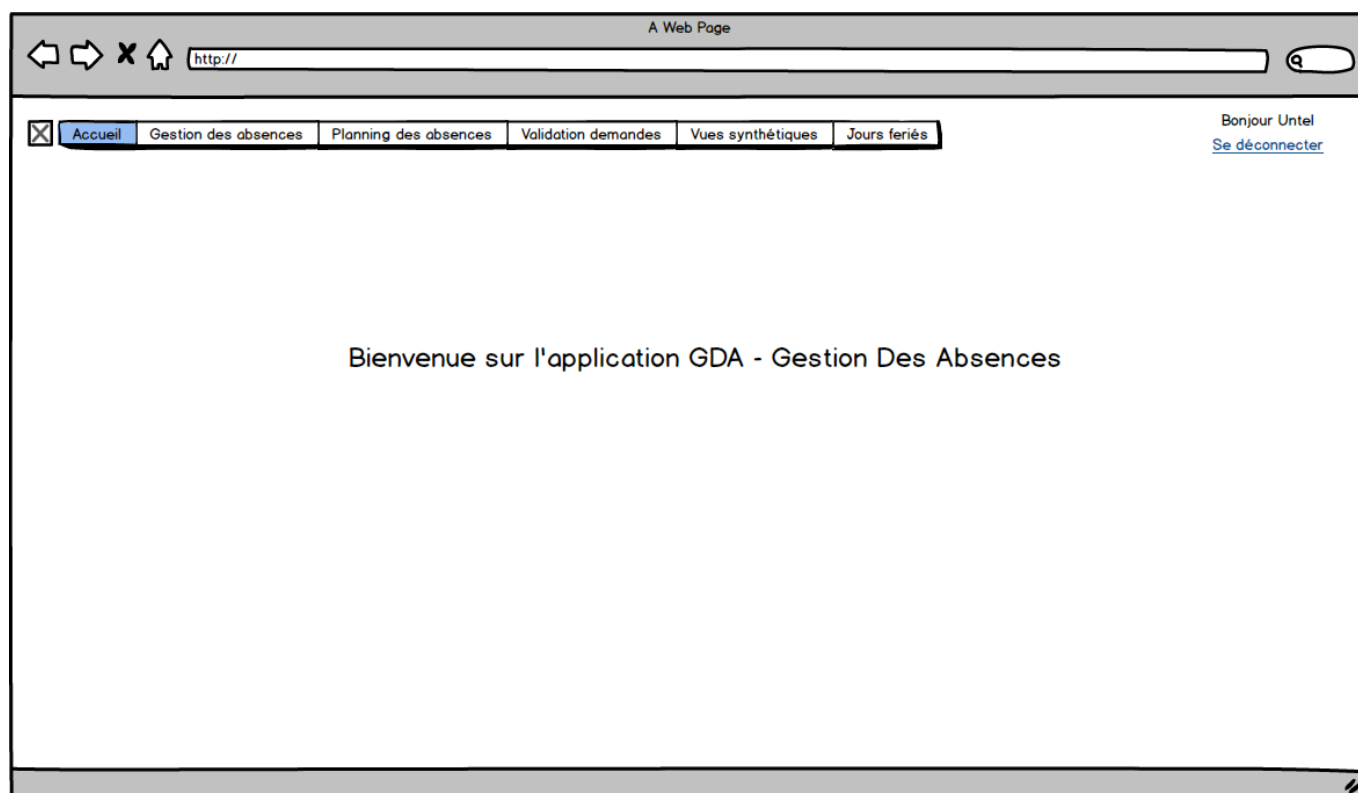 A Web Page
http://
Accueil Gestion des absences Planning des absences Validation demandes Vues synthétiques Jours feriés
Bonjour Untel
Se déconnecter
Bienvenue sur l'application GDA - Gestion Des Absences